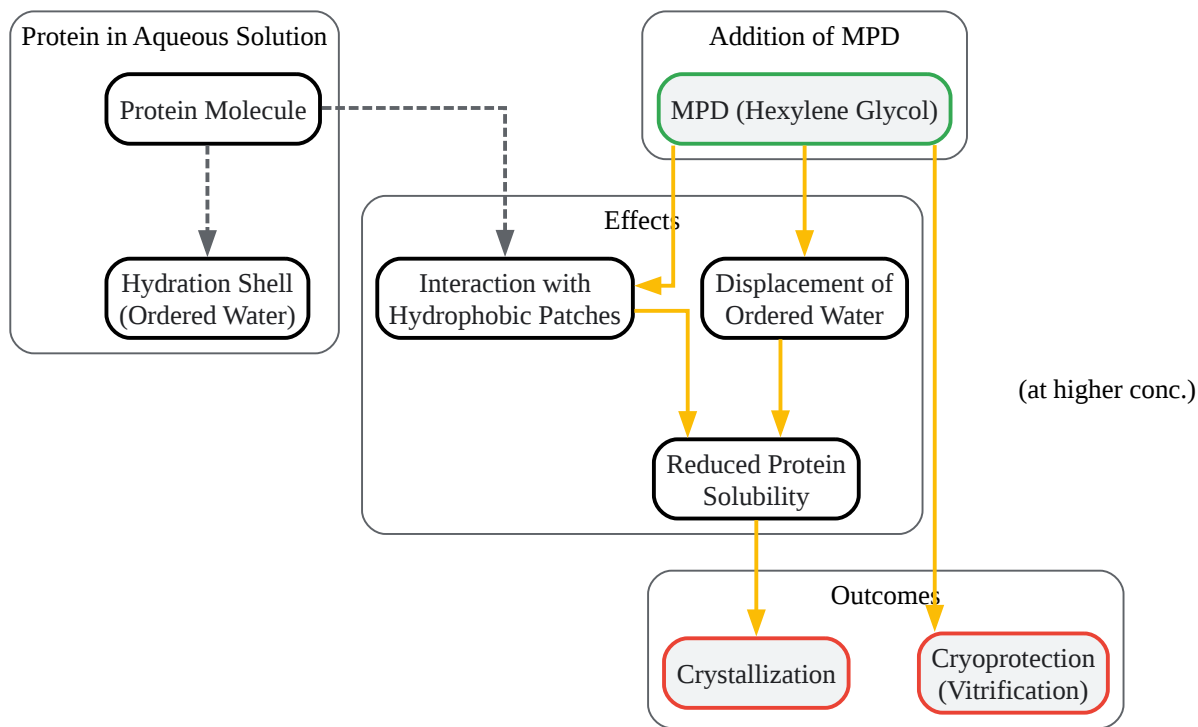 Protein in Aqueous Solution
Addition of MPD
Protein Molecule
MPD (Hexylene Glycol)
Effects
Hydration Shell
(Ordered Water)
Interaction with
Hydrophobic Patches
Displacement of
Ordered Water
(at higher conc.)
Reduced Protein
Solubility
Outcomes
Crystallization
Cryoprotection
(Vitrification)